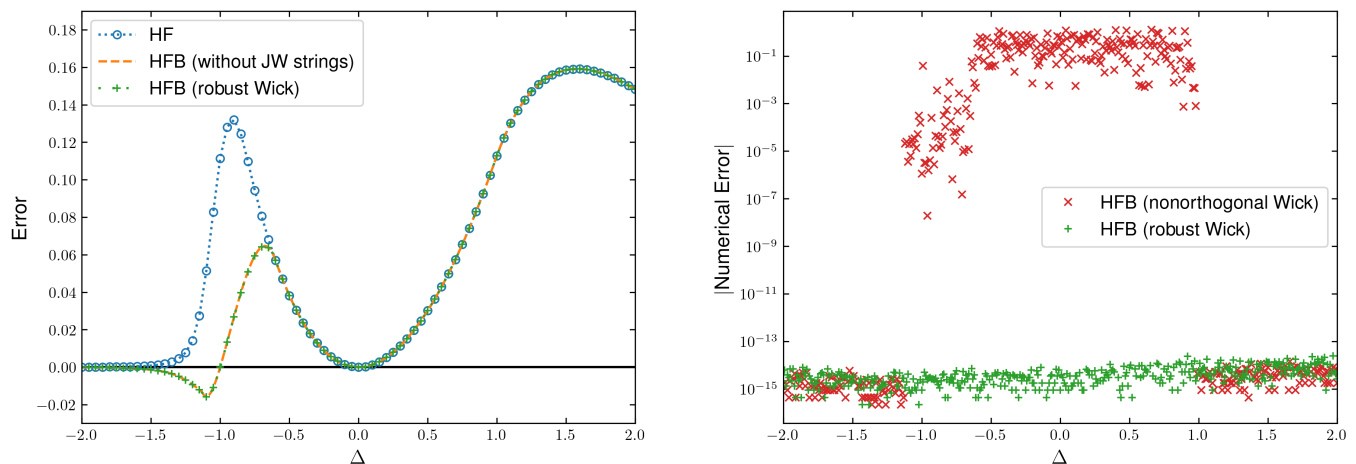 0.18
0.16
0.14
0.12
0.10
0.08
0.06
0.04
0.02
0.00
−0.02
Error
HF
HFB (without JW strings)
HFB (robust Wick)
−2.0 −1.5 −1.0 −0.5 0.0 0.5 1.0 1.5 2.0
Δ
10⁻¹
10⁻³
10⁻⁵
10⁻⁷
10⁻⁹
10⁻¹¹
10⁻¹³
10⁻¹⁵
|Numerical Error|
HFB (nonorthogonal Wick)
HFB (robust Wick)
−2.0 −1.5 −1.0 −0.5 0.0 0.5 1.0 1.5 2.0
Δ